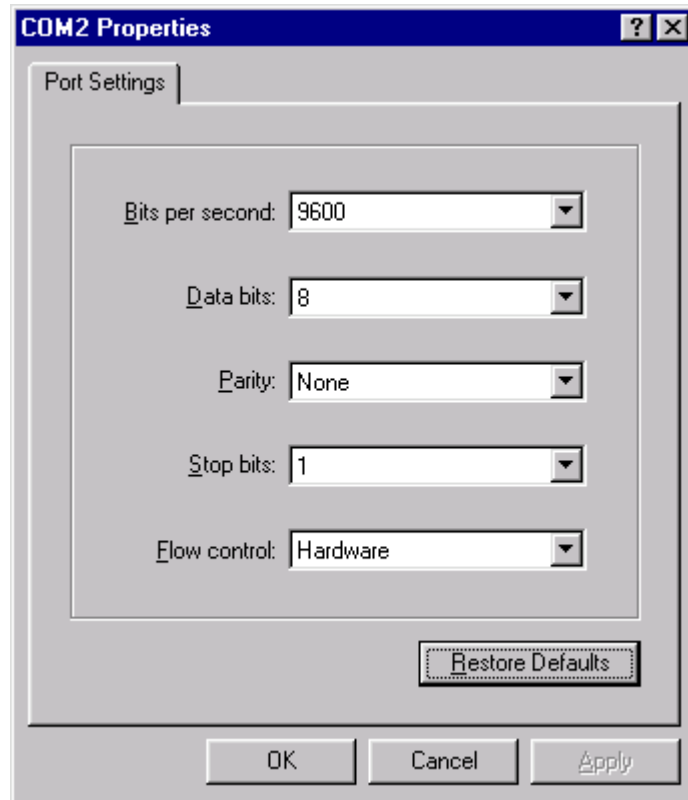 COM2 Properties
Port Settings
Bits per second: 9600
Data bits: 8
Parity: None
Stop bits: 1
Flow control: Hardware
Restore Defaults
OK Cancel Apply